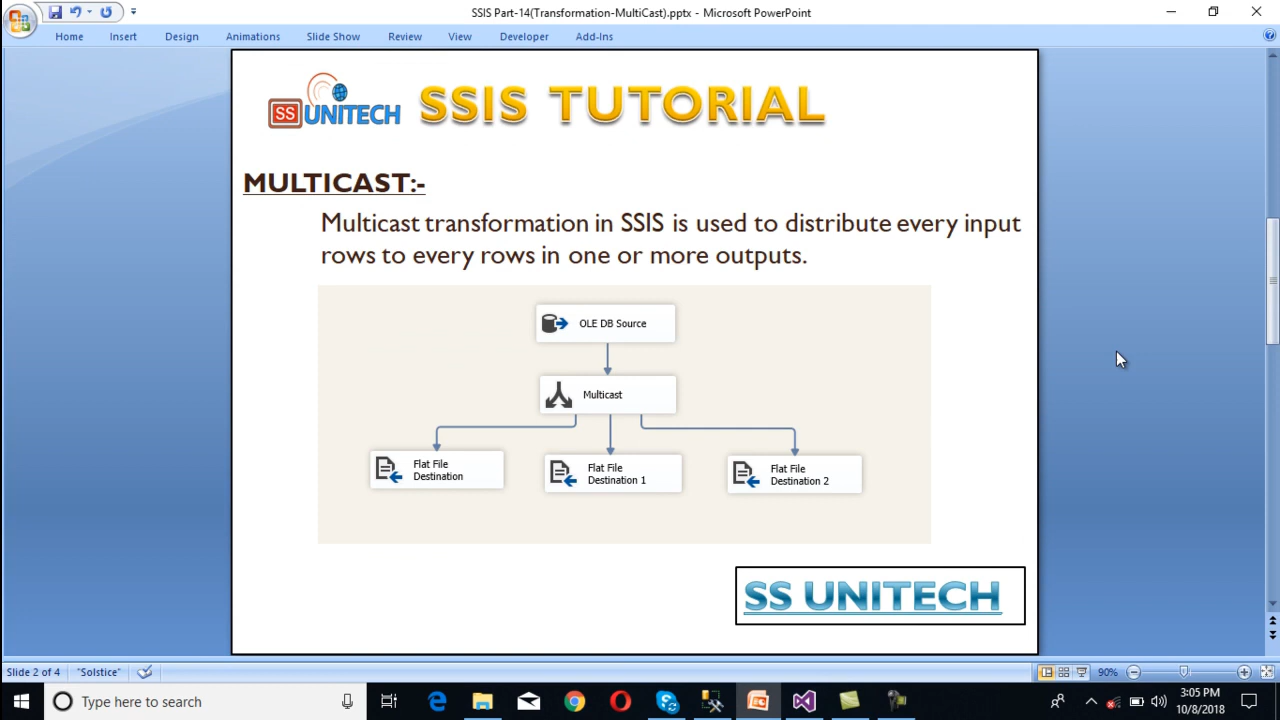 SSIS Part-14(Transformation-MultiCast).pptx - Microsoft PowerPoint
Home Insert Design Animations Slide Show Review View Developer Add-Ins
SS UNITECH SSIS TUTORIAL
MULTICAST:-
Multicast transformation in SSIS is used to distribute every input
rows to every rows in one or more outputs.
OLE DB Source
Multicast
Flat File
Destination
Flat File
Destination 1
Flat File
Destination 2
SS UNITECH
Slide 2 of 4 "Solstice" 90%
Type here to search
3:05 PM
10/8/2018